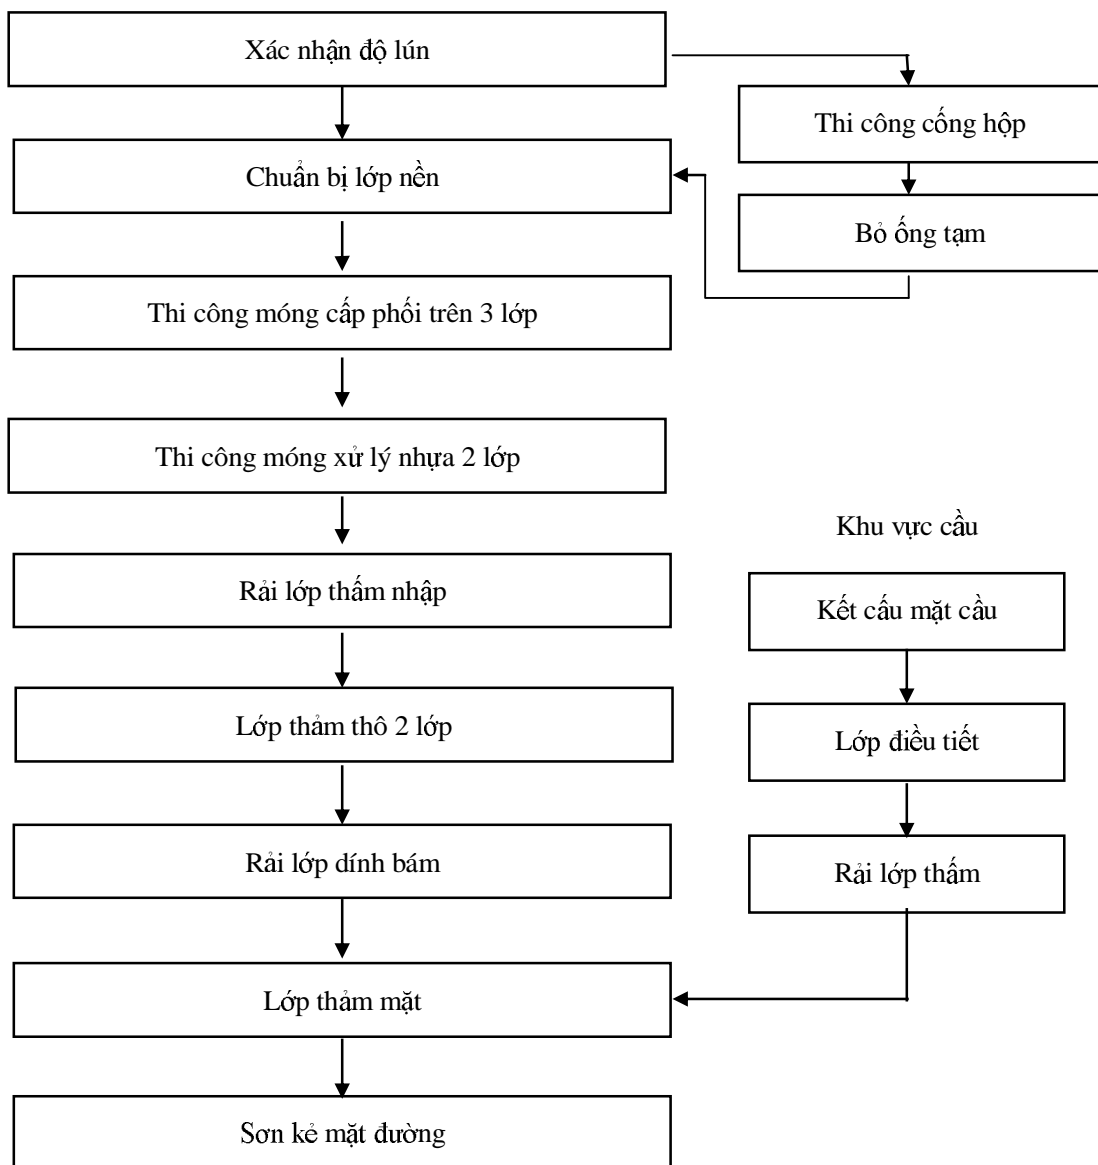 Xác nhận độ lún
Thi công cống hộp
Chuẩn bị lớp nền
Bỏ ống tạm
Thi công móng cấp phối trên 3 lớp
Thi công móng xử lý nhựa 2 lớp
Khu vực cầu
Rải lớp thấm nhập
Kết cấu mặt cầu
Lớp thảm thô 2 lớp
Lớp điều tiết
Rải lớp dính bám
Rải lớp thấm
Lớp thảm mặt
Sơn kẻ mặt đường